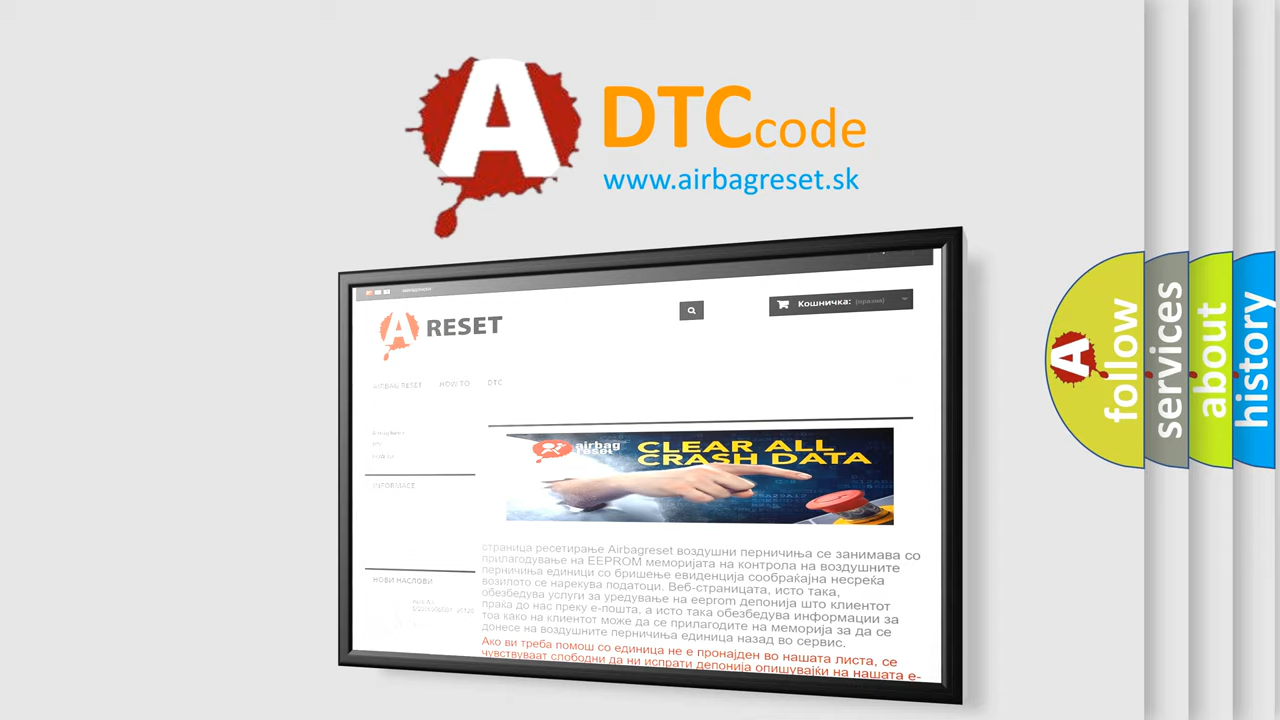 A DTC code
www.airbagreset.sk
A RESET
Кошничка: (празно)
AIRBAG RESET HOW TO DTC
INFORMACE
НОВИ НАСЛОВИ
airbag reset
CLEAR ALL
CRASH DATA
страница ресетирање Airbagreset воздушни перничиња се занимава со
прилагодување на EEPROM меморијата на контрола на воздушните
перничиња единици со бришење евиденција сообраќајна несреќа
возилото се нарекува податоци. Веб-страницата, исто така,
обезбедува услуги за уредување на eeprom депонија што клиентот
праќа до нас преку е-пошта, а исто така обезбедува информации за
тоа како на клиентот може да се прилагодите на меморија за да се
донесе на воздушните перничиња единица назад во сервис.
Ако ви треба помош со единица не е пронајден во нашата листа, се
чувствуваат слободни да ни испрати депонија опишувајќи на нашата е-
A follow
services
about
history